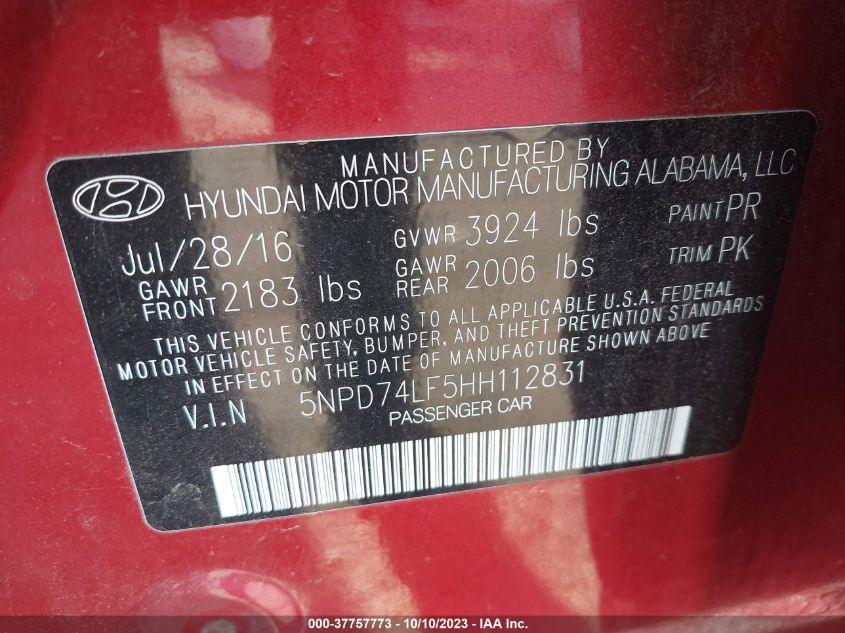 MANUFACTURED BY
HYUNDAI MOTOR MANUFACTURING ALABAMA, LLC
Jul/28/16 GVWR 3924 lbs PAINT PR
GAWR FRONT 2183 lbs GAWR REAR 2006 lbs TRIM PK
THIS VEHICLE CONFORMS TO ALL APPLICABLE U.S.A. FEDERAL
MOTOR VEHICLE SAFETY, BUMPER, AND THEFT PREVENTION STANDARDS
IN EFFECT ON THE DATE OF MANUFACTURE SHOWN ABOVE
V.I.N 5NPD74LF5HH112831
PASSENGER CAR
000-37757773 - 10/10/2023 - IAA Inc.